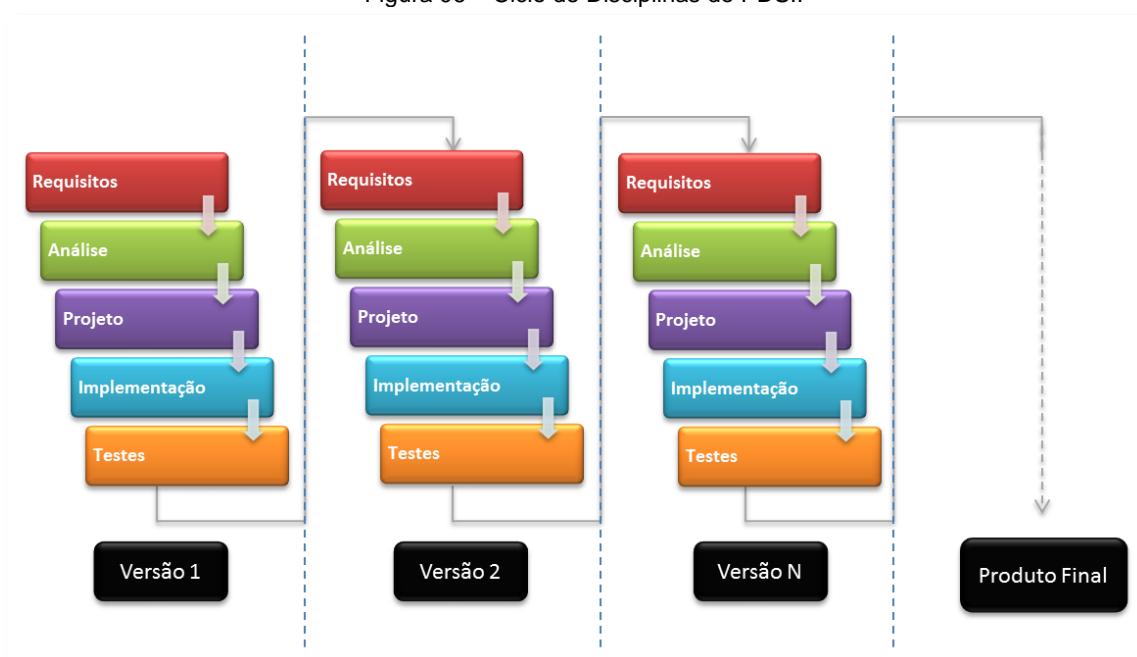 Requisitos
Análise
Projeto
Implementação
Testes
Versão 1
Requisitos
Análise
Projeto
Implementação
Testes
Versão 2
Requisitos
Análise
Projeto
Implementação
Testes
Versão N
Produto Final